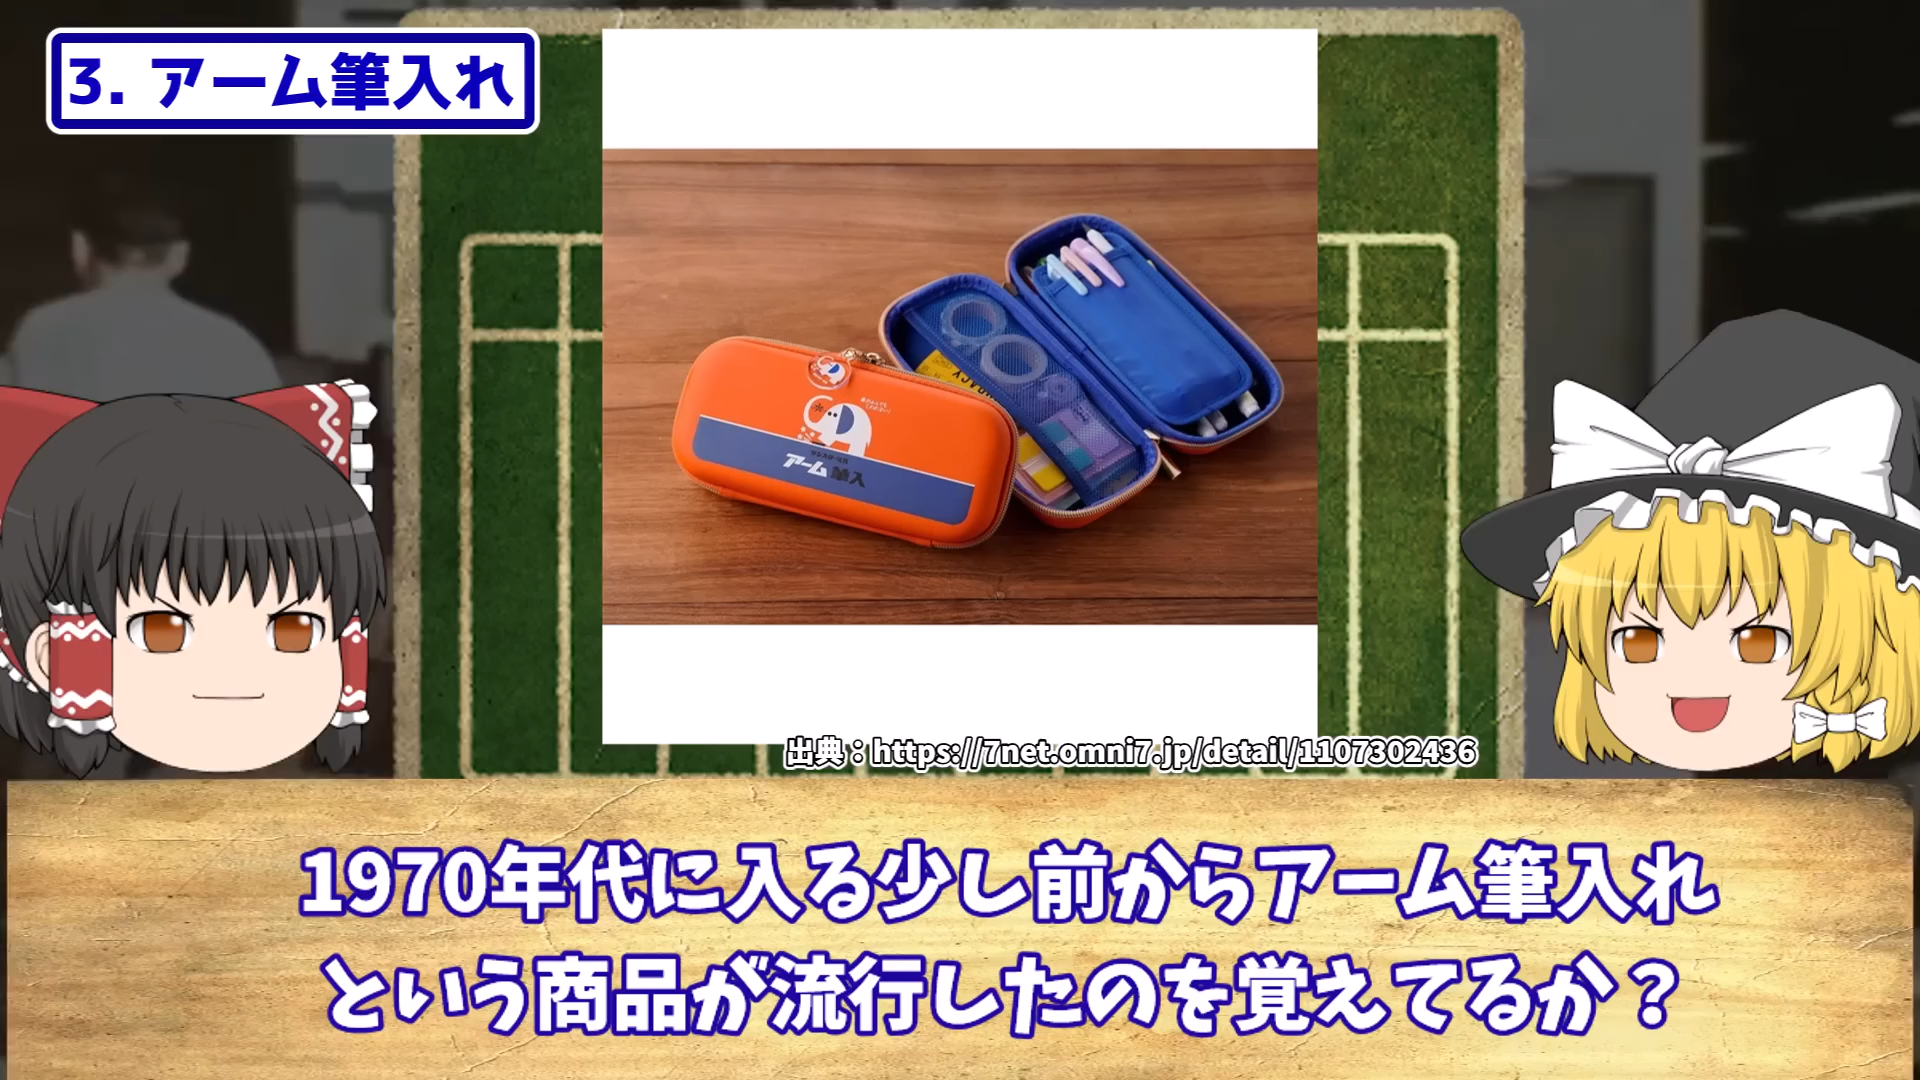 3. アーム筆入れ
アーム筆入
出典：https://7net.omni7.jp/detail/1107302436
1970年代に入る少し前からアーム筆入れ
という商品が流行したのを覚えてるか？